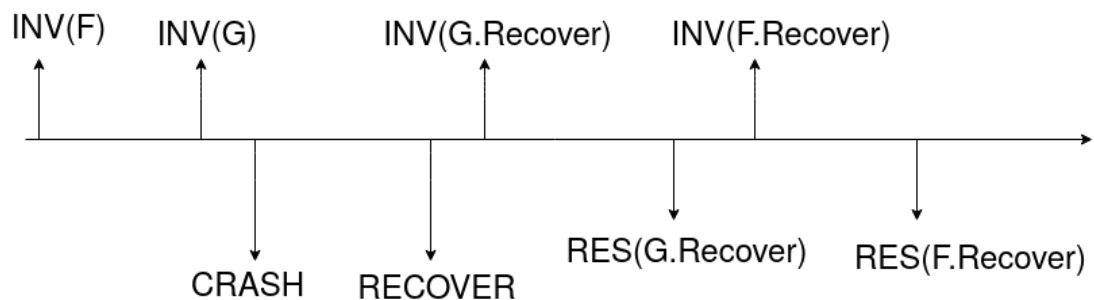 INV(F)
INV(G)
INV(G.Recover)
INV(F.Recover)
CRASH
RECOVER
RES(G.Recover)
RES(F.Recover)